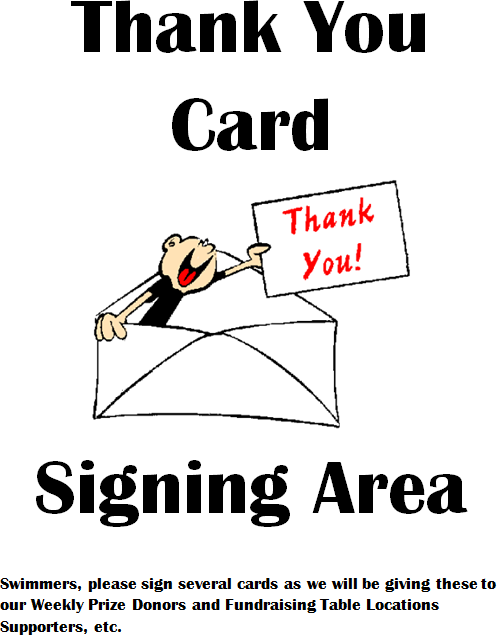 Thank You
Card
Thank
You!
Signing Area
Swimmers, please sign several cards as we will be giving these to
our Weekly Prize Donors and Fundraising Table Locations
Supporters, etc.